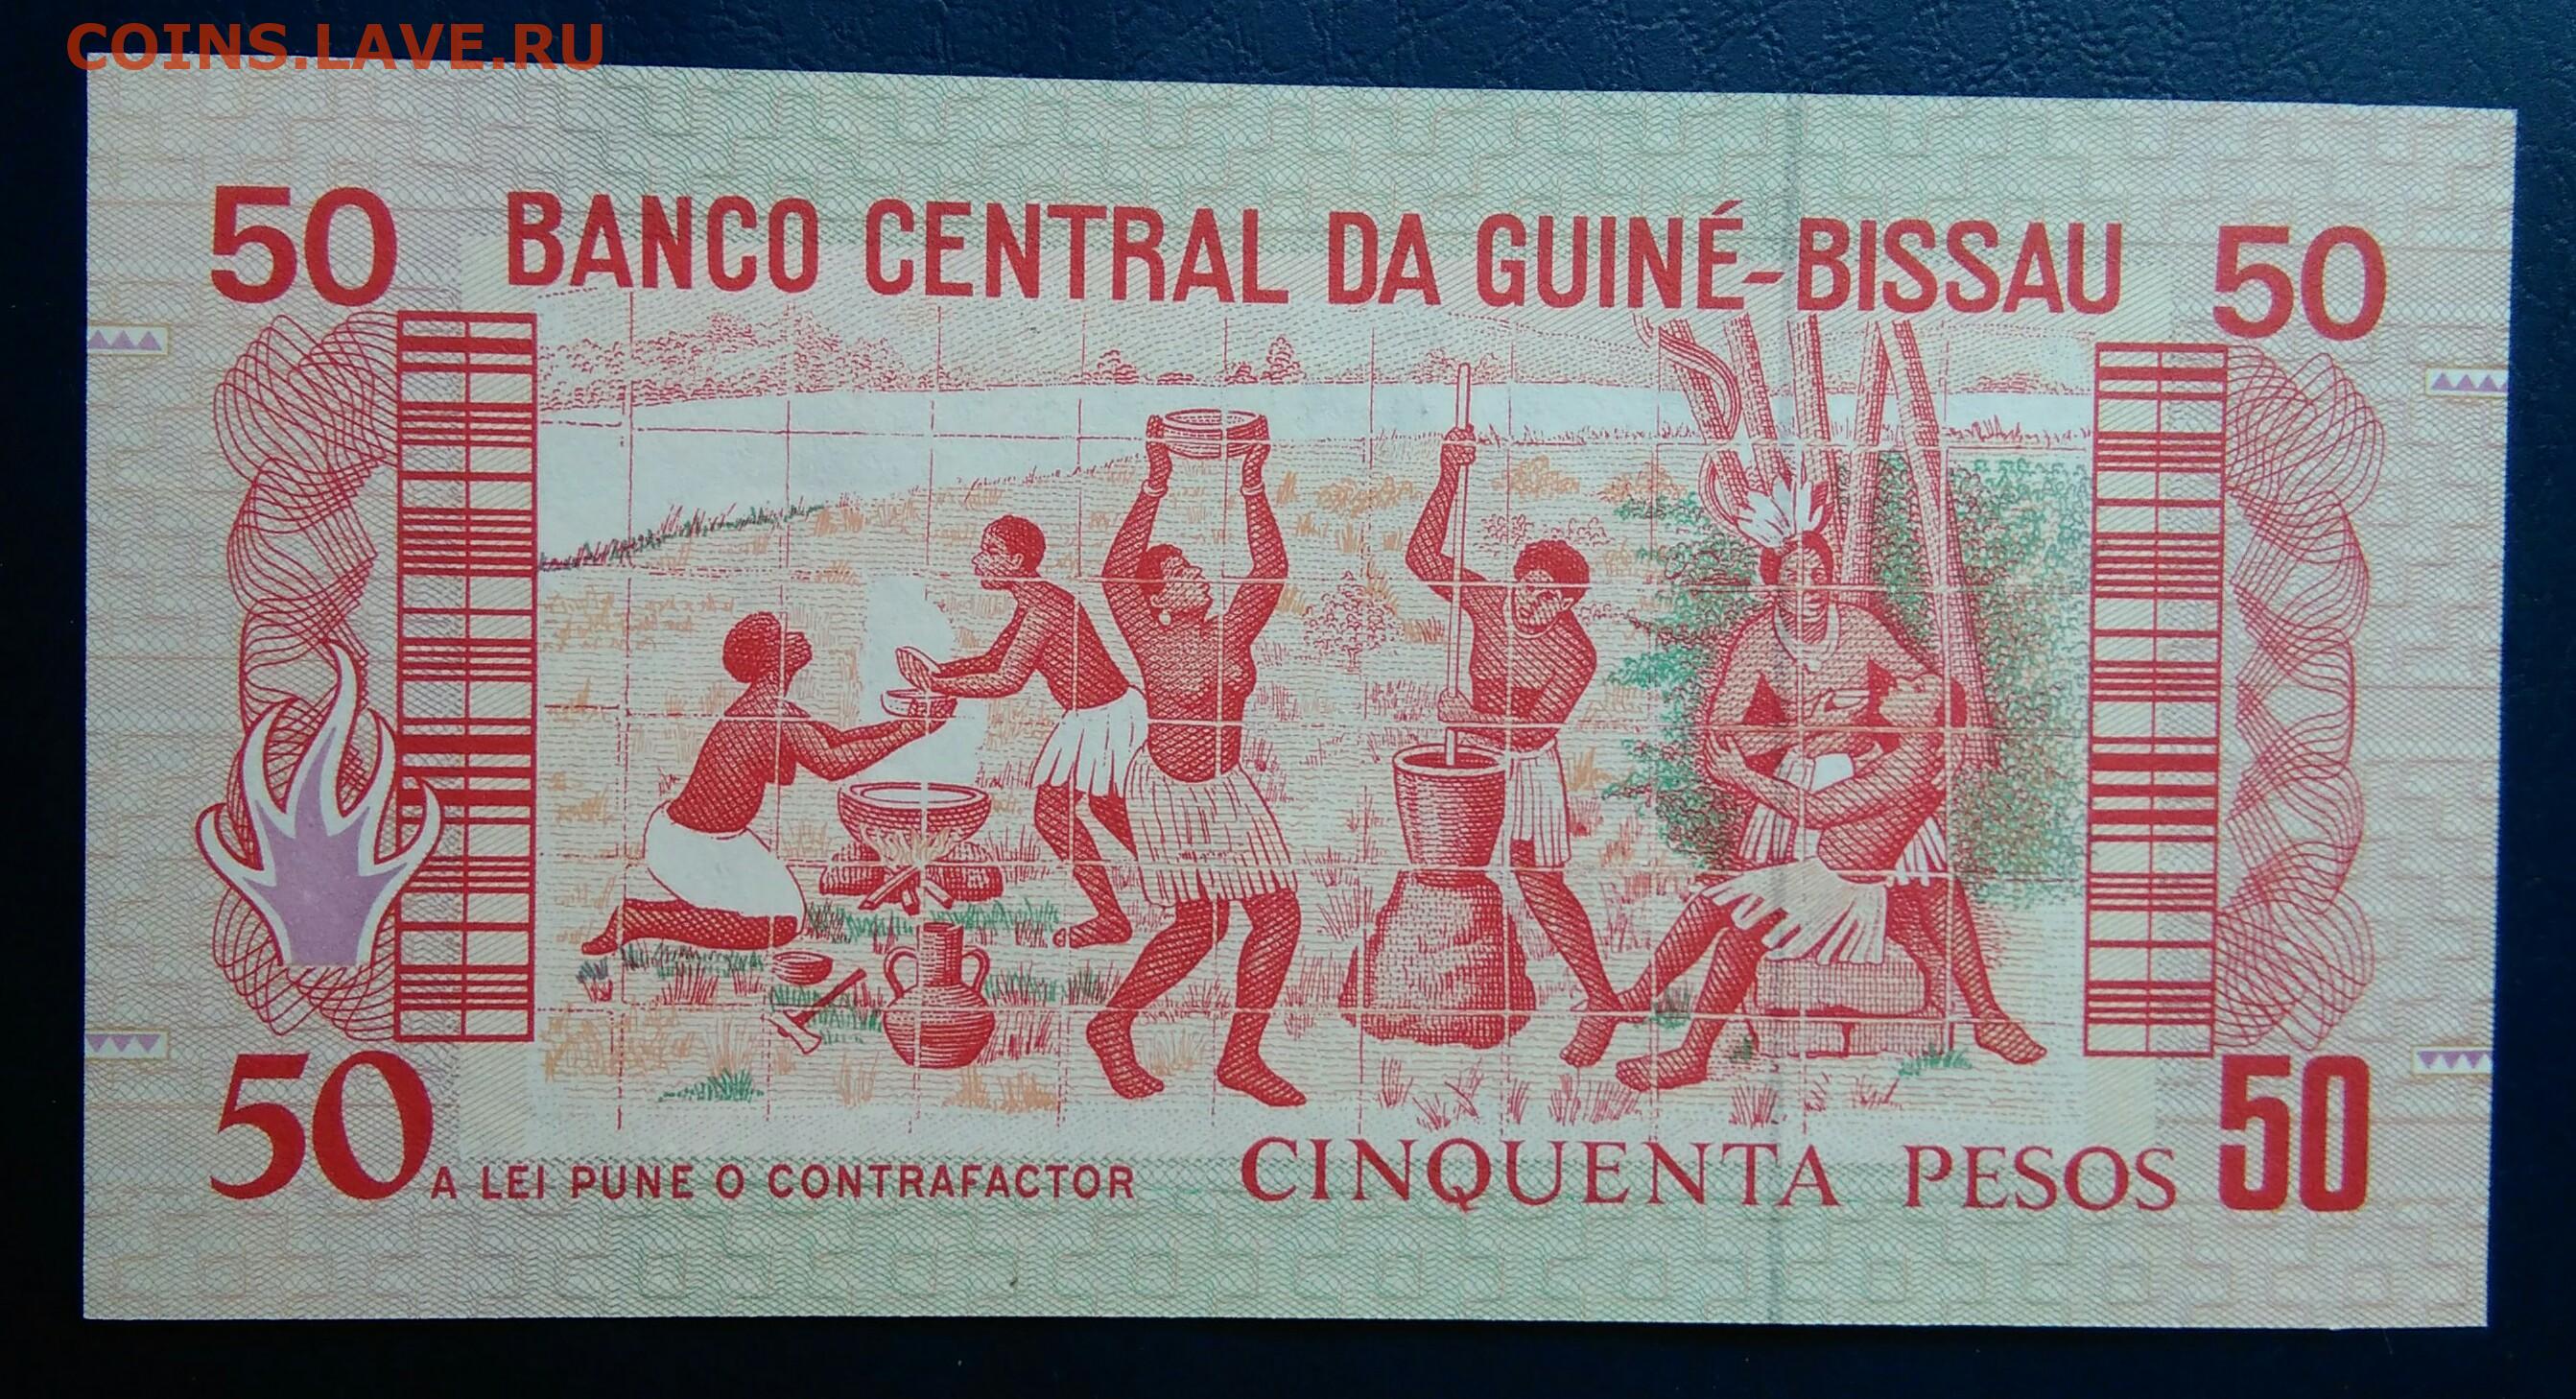 COINS.LAVE.RU
50 BANCO CENTRAL DA GUINÉ-BISSAU 50
50 A LEI PUNE O CONTRAFACTOR CINQUENTA PESOS 50